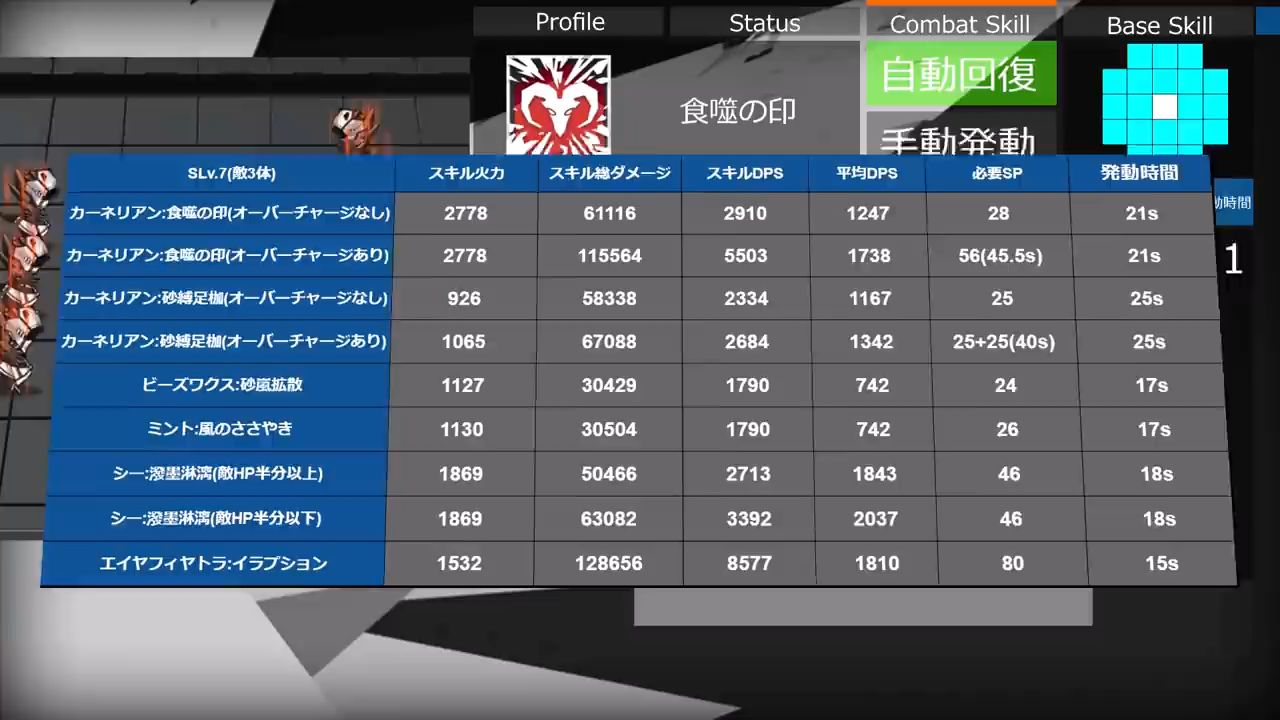 Profile Status Combat Skill Base Skill
自動回復
食噬の印
手動発動
SLv.7(敵3体) スキル火力 スキル総ダメージ スキルDPS 平均DPS 必要SP 発動時間
カーネリアン:食噬の印(オーバーチャージなし) 2778 61116 2910 1247 28 21s
動時間
カーネリアン:食噬の印(オーバーチャージあり) 2778 115564 5503 1738 56(45.5s) 21s
1
カーネリアン:砂縛足枷(オーバーチャージなし) 926 58338 2334 1167 25 25s
カーネリアン:砂縛足枷(オーバーチャージあり) 1065 67088 2684 1342 25+25(40s) 25s
ビーズワクス:砂嵐拡散 1127 30429 1790 742 24 17s
ミント:風のささやき 1130 30504 1790 742 26 17s
シー:潑墨淋漓(敵HP半分以上) 1869 50466 2713 1843 46 18s
シー:潑墨淋漓(敵HP半分以下) 1869 63082 3392 2037 46 18s
エイヤフィヤトラ:イラプション 1532 128656 8577 1810 80 15s